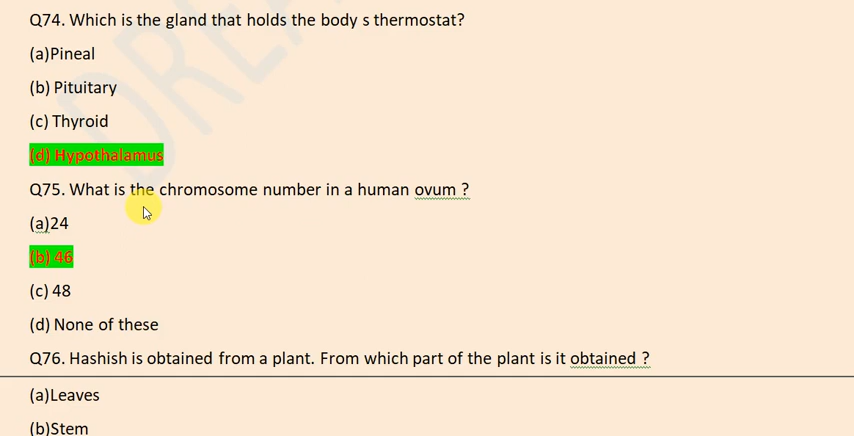 Q74. Which is the gland that holds the body s thermostat?
(a)Pineal
(b) Pituitary
(c) Thyroid
(d) Hypothalamus
Q75. What is the chromosome number in a human ovum ?
(a)24
(b) 46
(c) 48
(d) None of these
Q76. Hashish is obtained from a plant. From which part of the plant is it obtained ?
(a)Leaves
(b)Stem